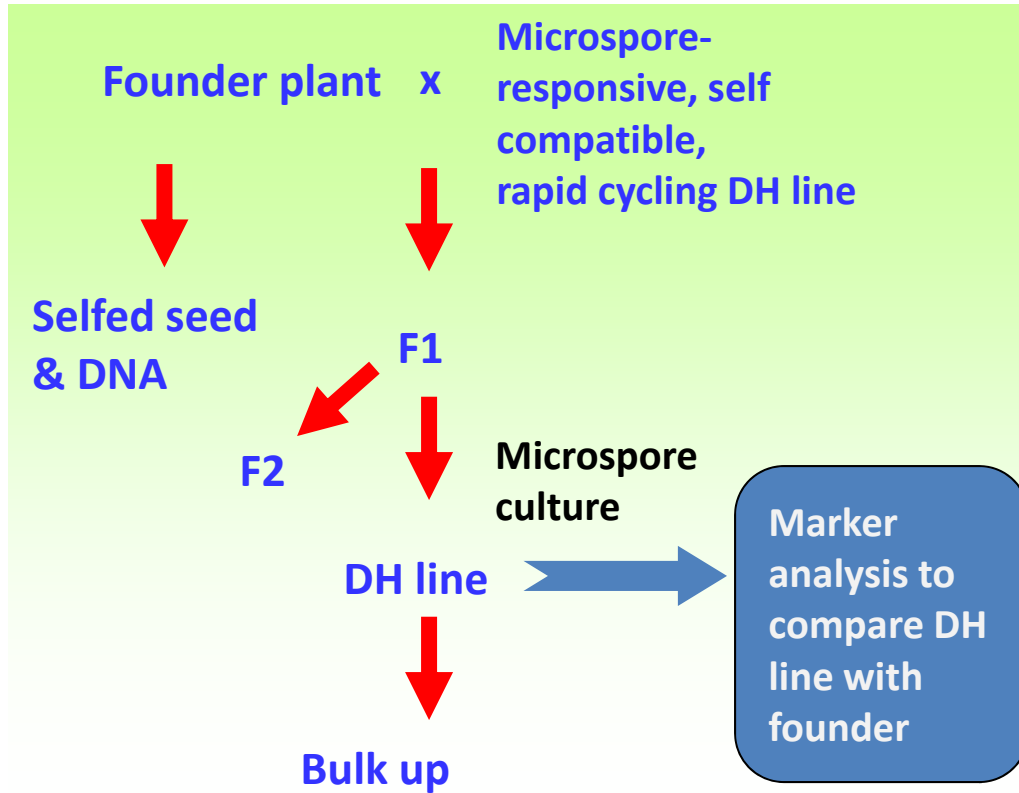 Founder plant x
Microspore-
responsive, self
compatible,
rapid cycling DH line
Selfed seed
& DNA
F1
F2
Microspore
culture
DH line
Marker
analysis to
compare DH
line with
founder
Bulk up